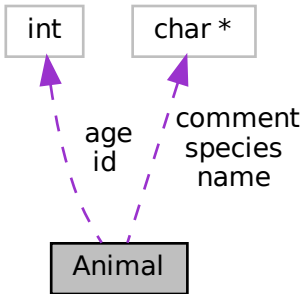 int
char *
age
id
comment
species
name
Animal